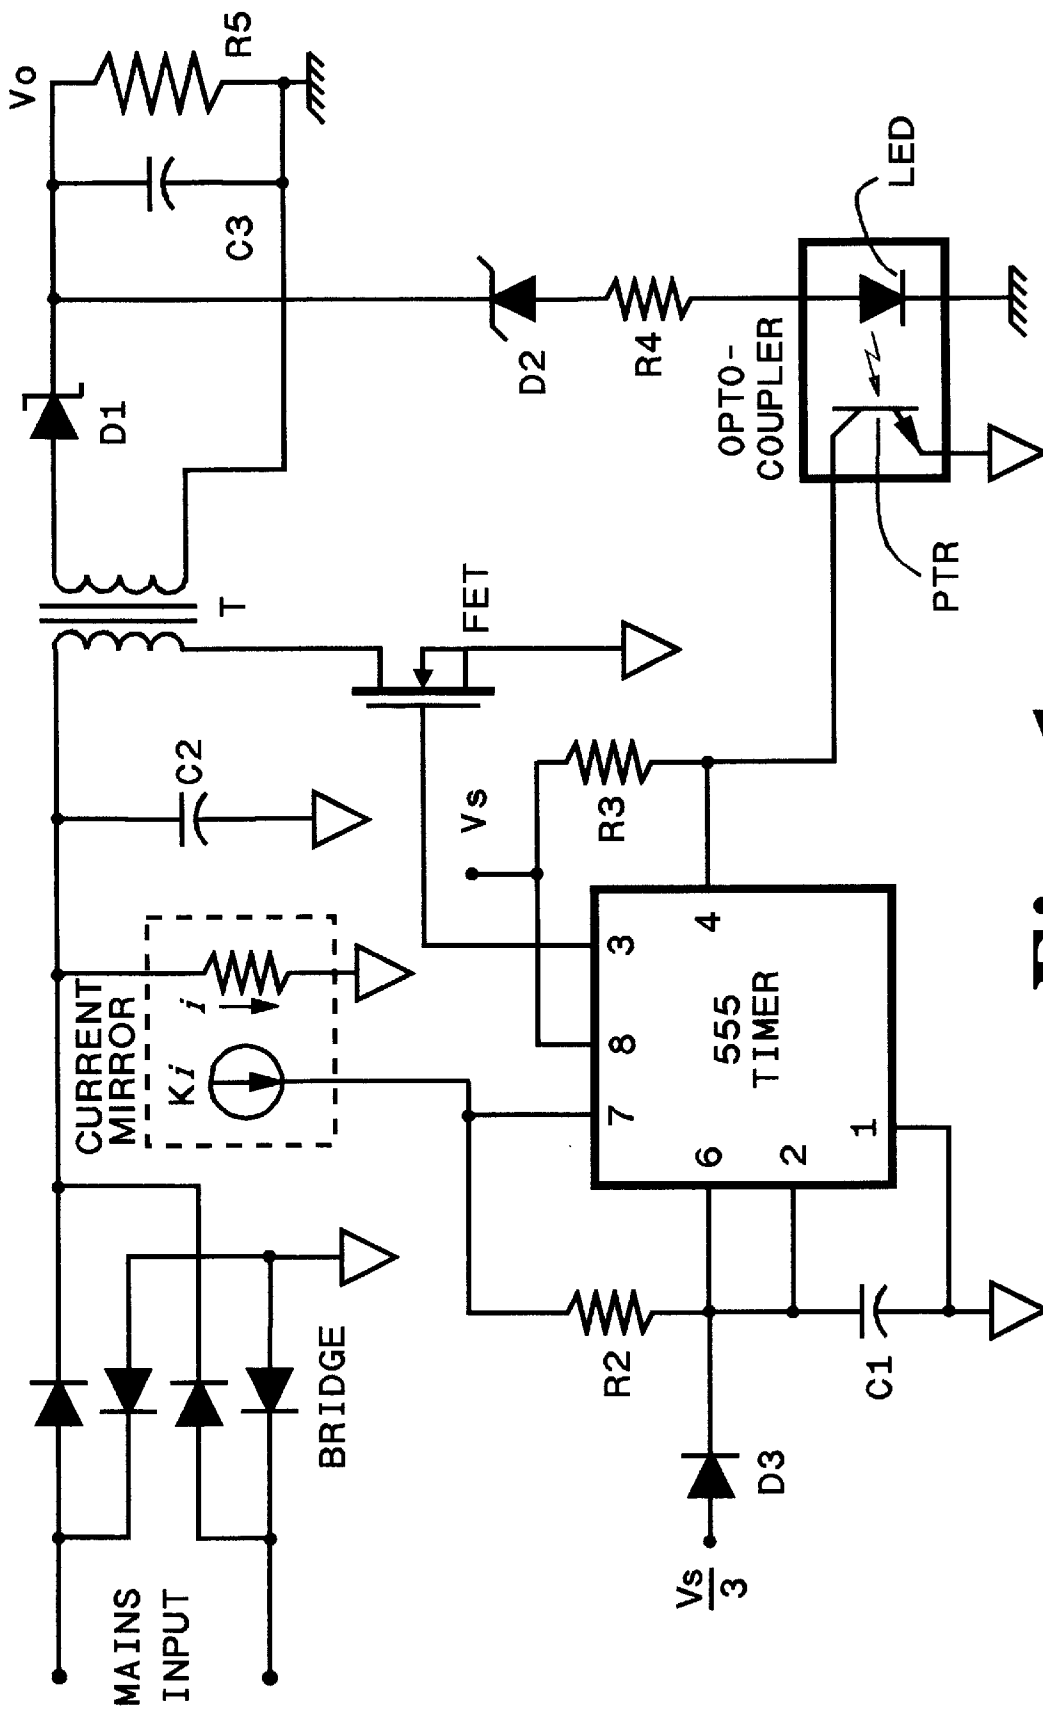 MAINS
INPUT
BRIDGE
CURRENT
MIRROR
Ki
i
C2
T
D1
Vo
C3
R5
FET
Vs
D2
R4
OPTO-
COUPLER
LED
PTR
R3
R2
7
8
3
6
555
TIMER
4
2
1
Vs
3
D3
C1